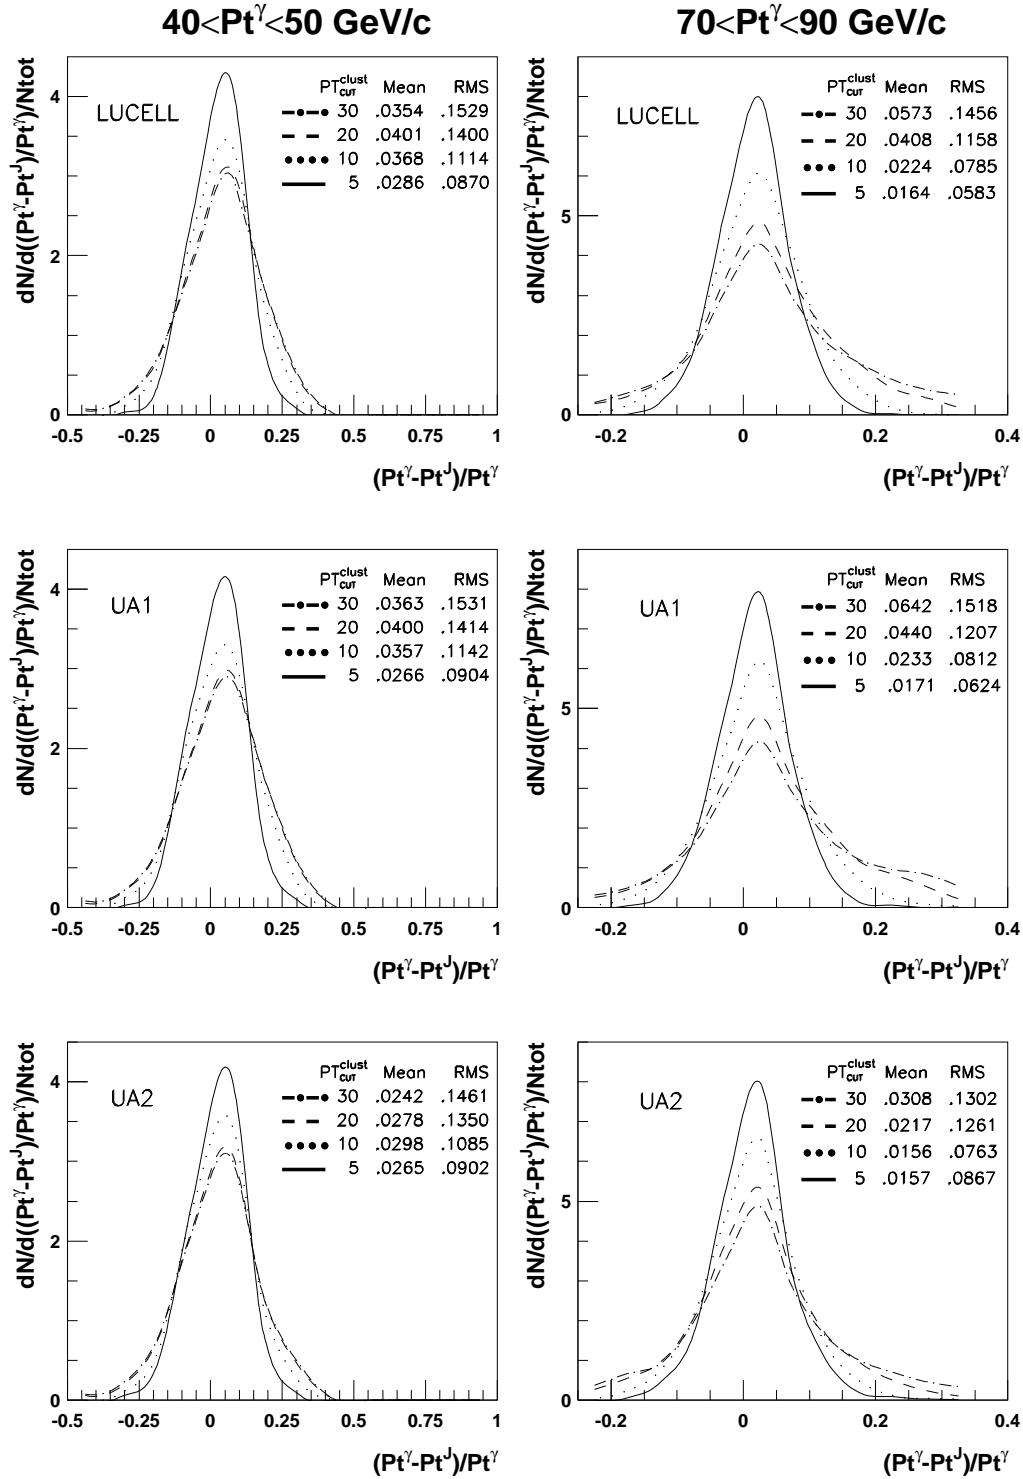 40<Pt^γ<50 GeV/c
70<Pt^γ<90 GeV/c
dN/d((Pt^γ-Pt^J)/Pt^γ)/Ntot
LUCELL
PT^clust_CUT Mean RMS
30 .0354 .1529
20 .0401 .1400
10 .0368 .1114
5 .0286 .0870
4
2
0
-0.5 -0.25 0 0.25 0.5 0.75 1
(Pt^γ-Pt^J)/Pt^γ
dN/d((Pt^γ-Pt^J)/Pt^γ)/Ntot
LUCELL
PT^clust_CUT Mean RMS
30 .0573 .1456
20 .0408 .1158
10 .0224 .0785
5 .0164 .0583
5
0
-0.2 0 0.2 0.4
(Pt^γ-Pt^J)/Pt^γ
dN/d((Pt^γ-Pt^J)/Pt^γ)/Ntot
UA1
PT^clust_CUT Mean RMS
30 .0363 .1531
20 .0400 .1414
10 .0357 .1142
5 .0266 .0904
4
2
0
-0.5 -0.25 0 0.25 0.5 0.75 1
(Pt^γ-Pt^J)/Pt^γ
dN/d((Pt^γ-Pt^J)/Pt^γ)/Ntot
UA1
PT^clust_CUT Mean RMS
30 .0642 .1518
20 .0440 .1207
10 .0233 .0812
5 .0171 .0624
5
0
-0.2 0 0.2 0.4
(Pt^γ-Pt^J)/Pt^γ
dN/d((Pt^γ-Pt^J)/Pt^γ)/Ntot
UA2
PT^clust_CUT Mean RMS
30 .0242 .1461
20 .0278 .1350
10 .0298 .1085
5 .0265 .0902
4
2
0
-0.5 -0.25 0 0.25 0.5 0.75 1
(Pt^γ-Pt^J)/Pt^γ
dN/d((Pt^γ-Pt^J)/Pt^γ)/Ntot
UA2
PT^clust_CUT Mean RMS
30 .0308 .1302
20 .0217 .1261
10 .0156 .0763
5 .0157 .0867
5
0
-0.2 0 0.2 0.4
(Pt^γ-Pt^J)/Pt^γ